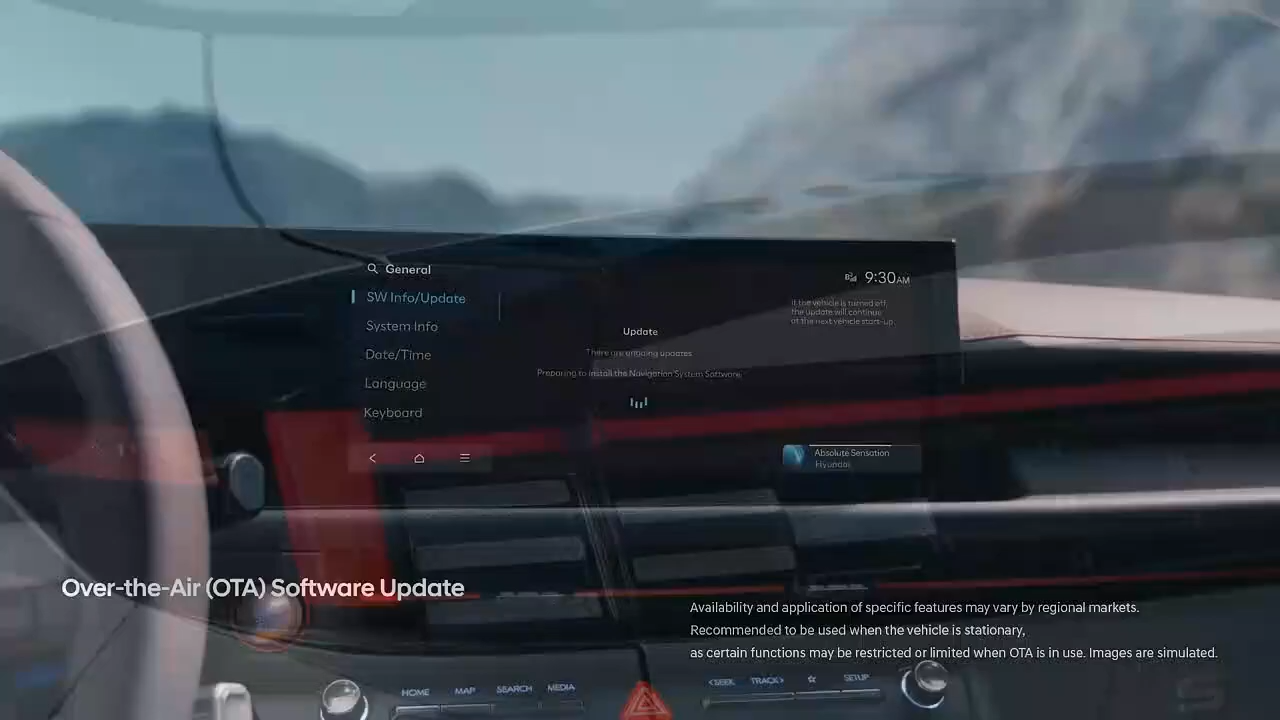 General
SW Info/Update
System Info
Date/Time
Language
Keyboard
9:30AM
If the vehicle is turned off,
the update will continue
at the next vehicle start-up.
Update
There are ongoing updates
Preparing to install the Navigation System Software.
Absolute Sensation
Hyundai
Over-the-Air (OTA) Software Update
Availability and application of specific features may vary by regional markets.
Recommended to be used when the vehicle is stationary,
as certain functions may be restricted or limited when OTA is in use. Images are simulated.
HOME
MAP
SEARCH
MEDIA
<SEEK
TRACK>
☆
SETUP